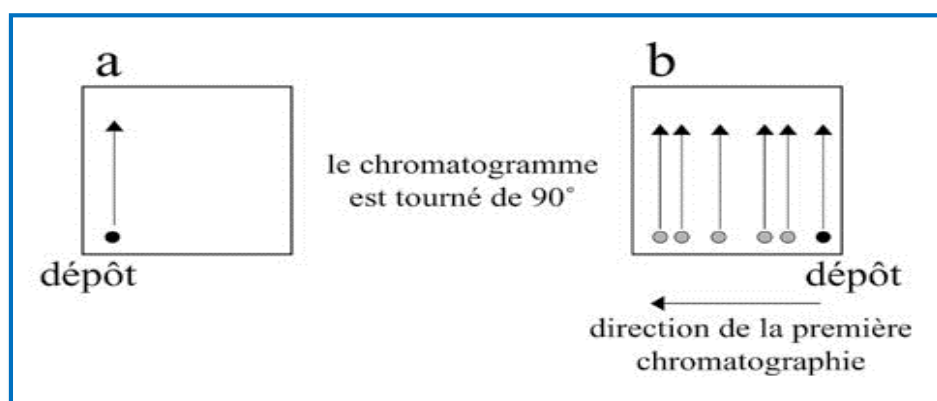 a
b
le chromatogramme
est tourné de 90˚
dépôt
dépôt
direction de la première
chromatographie